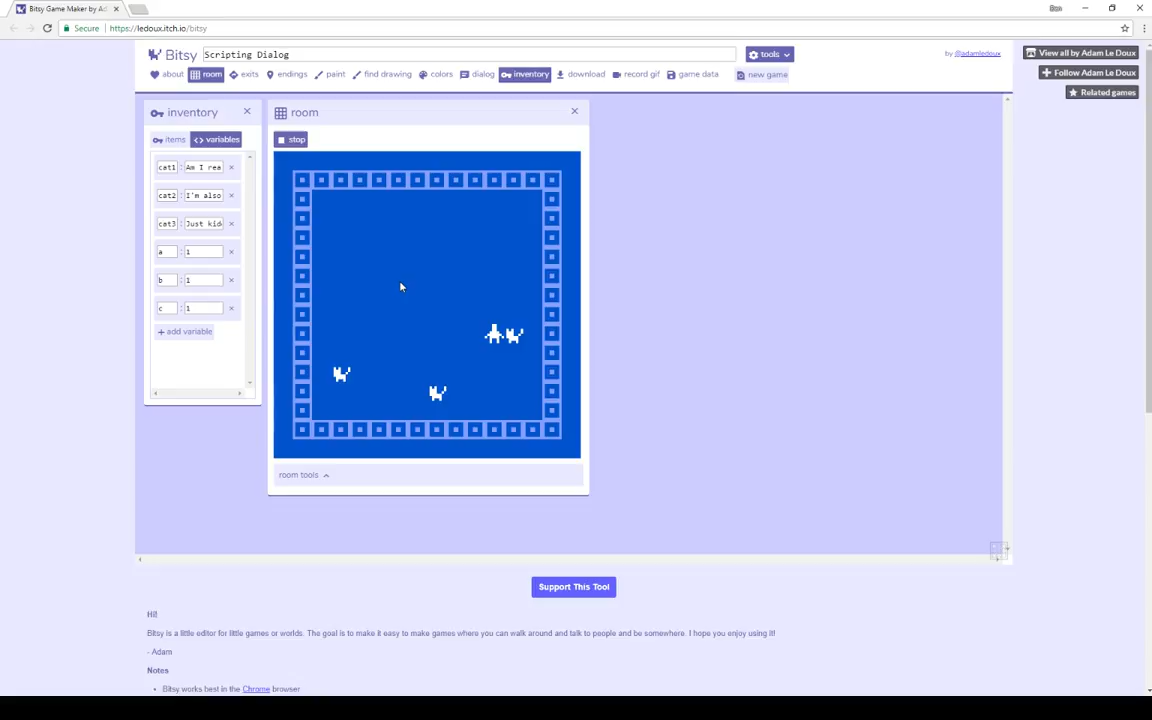 Bitsy Game Maker by Ad
Secure https://ledoux.itch.io/bitsy
Bitsy Scripting Dialog tools by @adamledoux
about room exits endings paint find drawing colors dialog inventory download record gif game data new game
View all by Adam Le Doux
Follow Adam Le Doux
Related games
inventory
items variables
cat1 : Am I rea
cat2 : I'm also
cat3 : Just kid
a : 1
b : 1
c : 1
+ add variable
room
stop
room tools
Support This Tool
Hi!
Bitsy is a little editor for little games or worlds. The goal is to make it easy to make games where you can walk around and talk to people and be somewhere. I hope you enjoy using it!
- Adam
Notes
• Bitsy works best in the Chrome browser